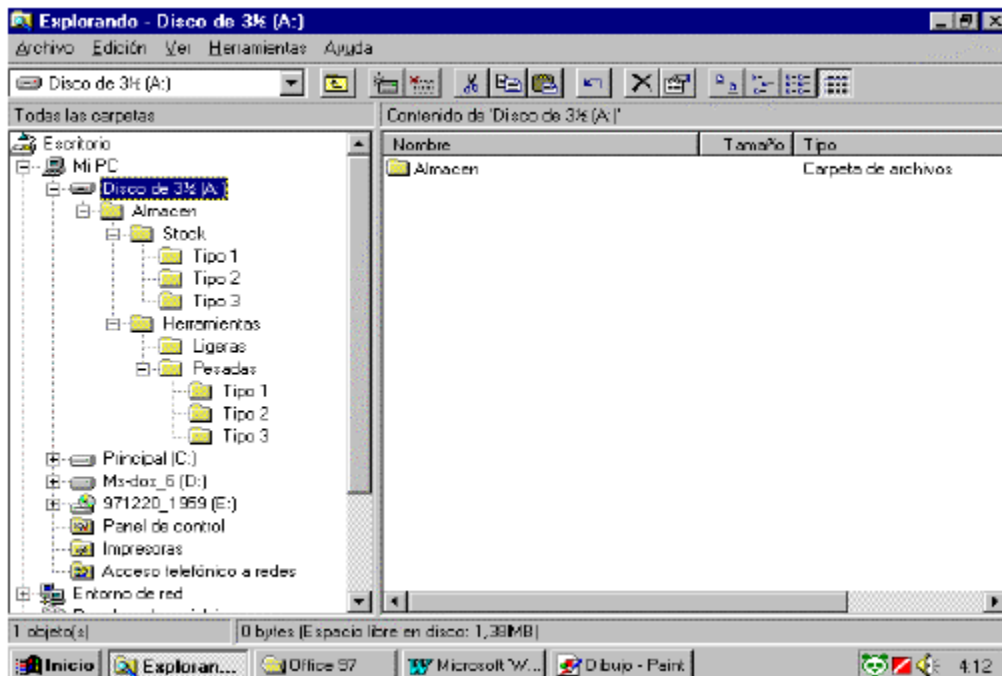 Explorando - Disco de 3½ (A:)
Archivo Edición Ver Herramientas Ayuda
Disco de 3½ (A:)
Todas las carpetas
Contenido de 'Disco de 3½ (A:)'
Escritorio
Mi PC
Disco de 3½ (A:)
Almacen
Stock
Tipo 1
Tipo 2
Tipo 3
Herramientas
Ligeras
Pesadas
Tipo 1
Tipo 2
Tipo 3
Principal (C:)
Ms-dos_6 (D:)
971220_1959 (E:)
Panel de control
Impresoras
Acceso telefónico a redes
Entorno de red
Nombre Tamaño Tipo
Almacen Carpeta de archivos
1 objeto(s)
0 bytes (Espacio libre en disco: 1,38MB)
Inicio Exploran... Office 97 Microsoft W... Dibujo - Paint 4:12